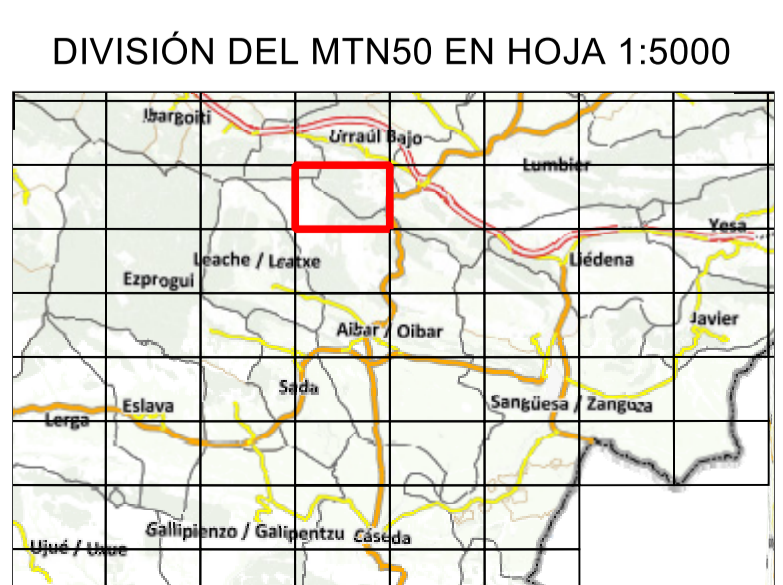 DIVISIÓN DEL MTN50 EN HOJA 1:5000
Ibargoiti
Urraúl Bajo
Lumbier
Yesa
Leache / Leatxe
Liédena
Ezprogui
Javier
Aibar / Oibar
Sada
Eslava
Sangüesa / Zangoza
Lerga
Gallipienzo / Galipentzu
Cáseda
Ujué / Uxue